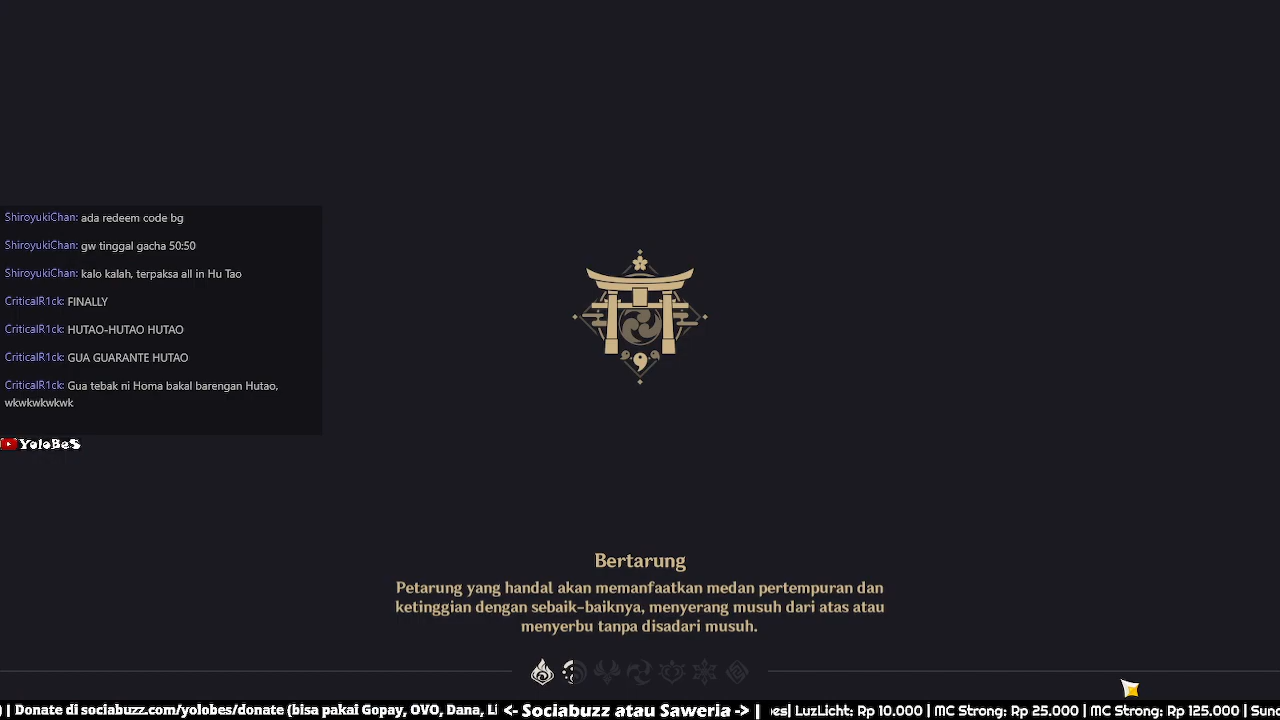 ShiroyukiChan: ada redeem code bg
ShiroyukiChan: gw tinggal gacha 50:50
ShiroyukiChan: kalo kalah, terpaksa all in Hu Tao
CriticalR1ck: FINALLY
CriticalR1ck: HUTAO-HUTAO HUTAO
CriticalR1ck: GUA GUARANTE HUTAO
CriticalR1ck: Gua tebak ni Homa bakal barengan Hutao,
wkwkwkwkwk
YoloBeS
Bertarung
Petarung yang handal akan memanfaatkan medan pertempuran dan
ketinggian dengan sebaik-baiknya, menyerang musuh dari atas atau
menyerbu tanpa disadari musuh.
) | Donate di sociabuzz.com/yolobes/donate (bisa pakai Gopay, OVO, Dana, Li <- Sociabuzz atau Saweria -> | bes| LuzLicht: Rp 10.000 | MC Strong: Rp 25.000 | MC Strong: Rp 125.000 | Sund